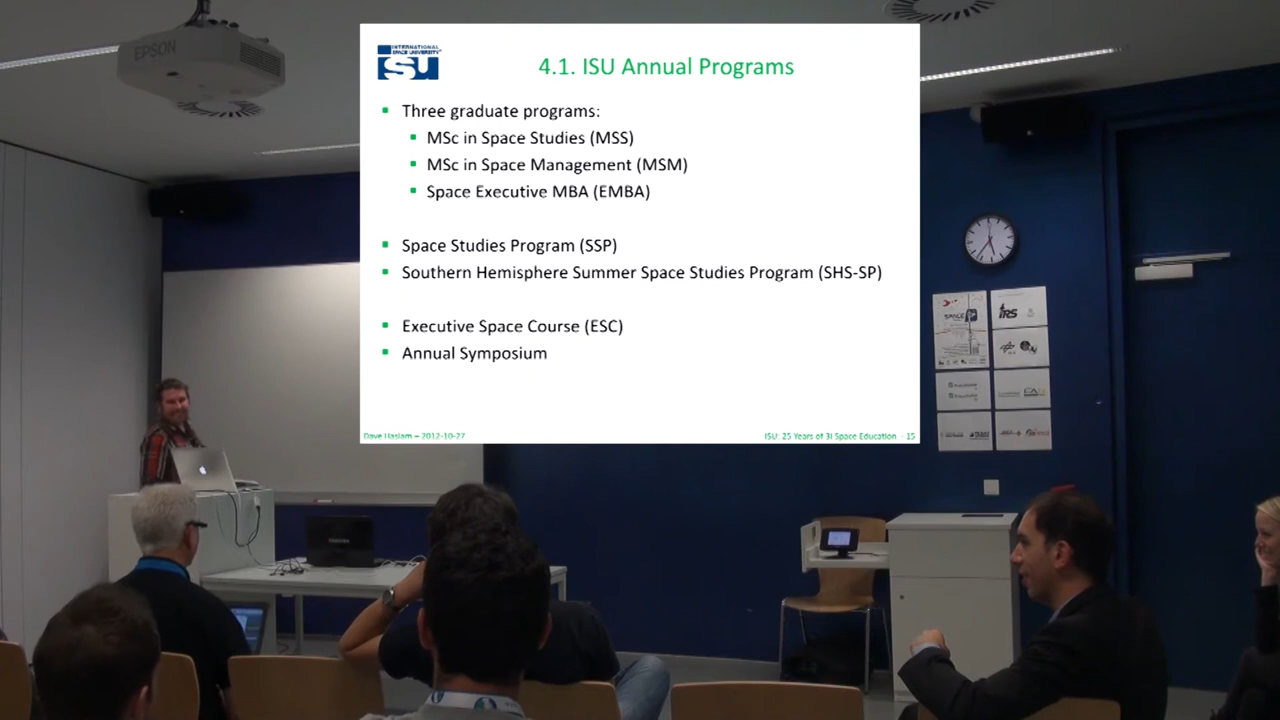 EPSON
INTERNATIONAL
SPACE UNIVERSITY
4.1. ISU Annual Programs
Three graduate programs:
MSc in Space Studies (MSS)
MSc in Space Management (MSM)
Space Executive MBA (EMBA)
Space Studies Program (SSP)
Southern Hemisphere Summer Space Studies Program (SHS-SP)
Executive Space Course (ESC)
Annual Symposium
Dave Haslam – 2012-10-27
ISU: 25 Years of 3I Space Education - 15
SPACE
IRS
TOSHIBA